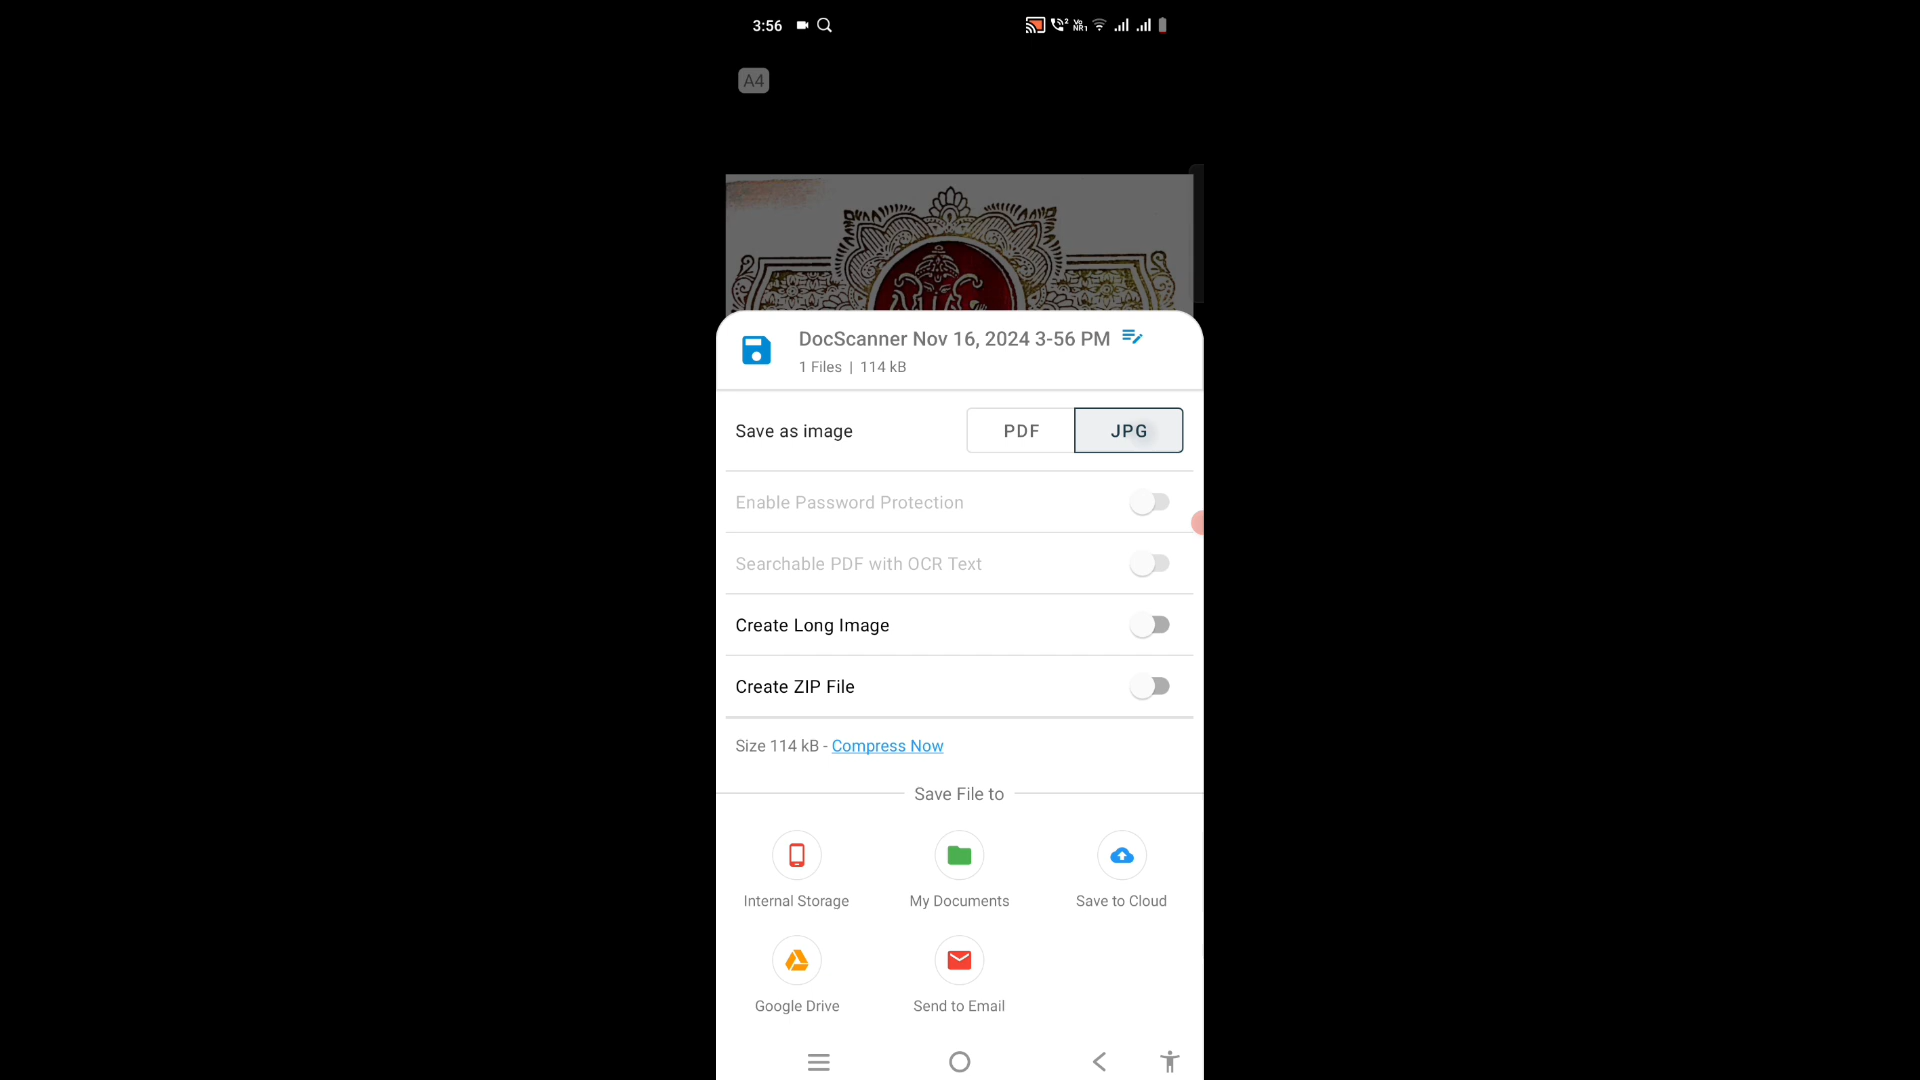 3:56
Vo
NR1
A4
DocScanner Nov 16, 2024 3-56 PM
1 Files | 114 kB
Save as image
PDF
JPG
Enable Password Protection
Searchable PDF with OCR Text
Create Long Image
Create ZIP File
Size 114 kB - Compress Now
Save File to
Internal Storage
My Documents
Save to Cloud
Google Drive
Send to Email